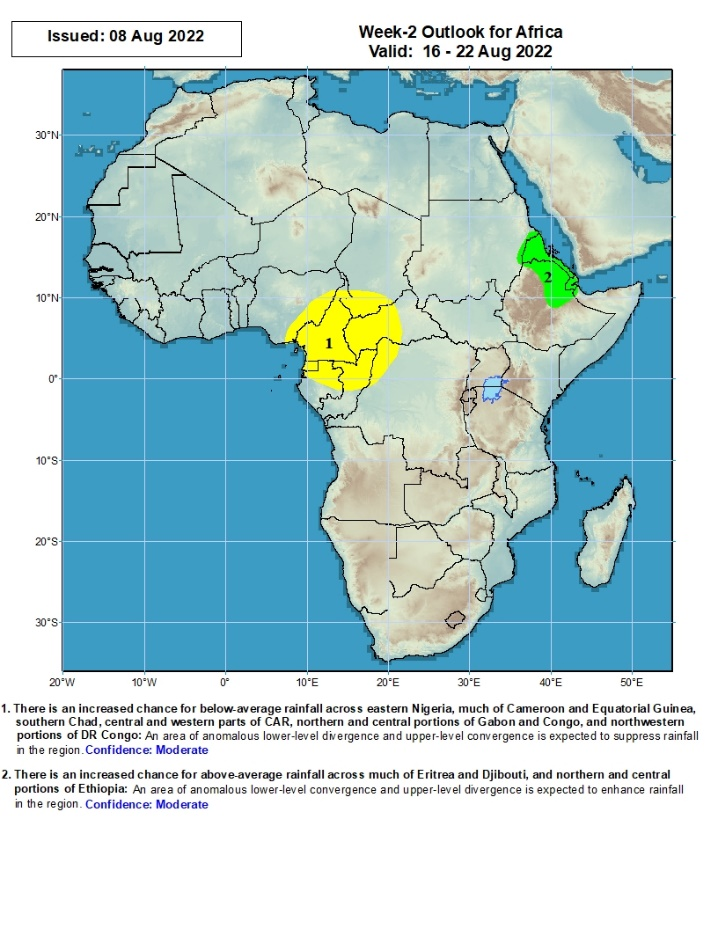 Issued: 08 Aug 2022
Week-2 Outlook for Africa
Valid: 16 - 22 Aug 2022
30°N
20°N
10°N
0°
10°S
20°S
30°S
1
2
20°W
10°W
0°
10°E
20°E
30°E
40°E
50°E
1. There is an increased chance for below-average rainfall across eastern Nigeria, much of Cameroon and Equatorial Guinea,
southern Chad, central and western parts of CAR, northern and central portions of Gabon and Congo, and northwestern
portions of DR Congo: An area of anomalous lower-level divergence and upper-level convergence is expected to suppress rainfall
in the region. Confidence: Moderate
2. There is an increased chance for above-average rainfall across much of Eritrea and Djibouti, and northern and central
portions of Ethiopia: An area of anomalous lower-level convergence and upper-level divergence is expected to enhance rainfall
in the region. Confidence: Moderate